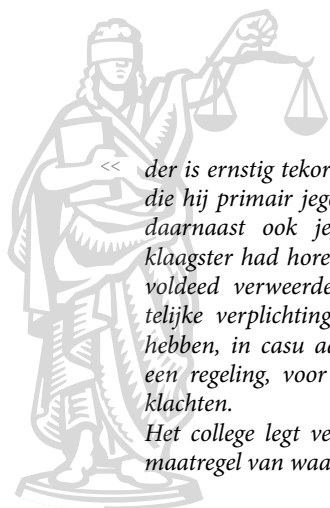 << der is ernstig tekor
die hij primair jeg
daarnaast ook je
klaagster had hore
voldeed verweerde
telijke verplichting
hebben, in casu a
een regeling, voor
klachten.
Het college legt ve
maatregel van waa